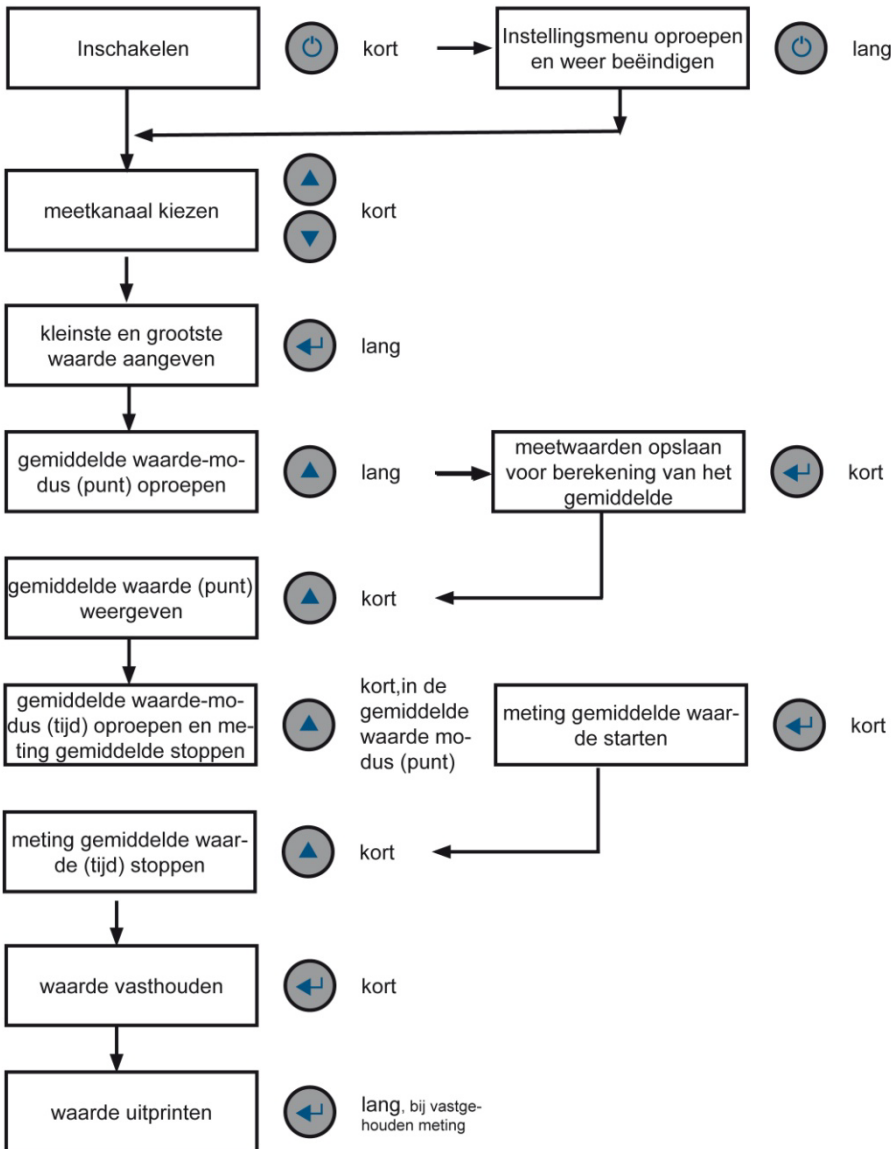 Inschakelen
kort
Instellingsmenu oproepen
en weer beëindigen
lang
meetkanaal kiezen
kort
kleinste en grootste
waarde aangeven
lang
gemiddelde waarde-mo-
dus (punt) oproepen
lang
meetwaarden opslaan
voor berekening van het
gemiddelde
kort
gemiddelde waarde (punt)
weergeven
kort
gemiddelde waarde-mo-
dus (tijd) oproepen en me-
ting gemiddelde stoppen
kort,in de
gemiddelde
waarde mo-
dus (punt)
meting gemiddelde waar-
de starten
kort
meting gemiddelde waar-
de (tijd) stoppen
kort
waarde vasthouden
kort
waarde uitprinten
lang, bij vastge-
houden meting